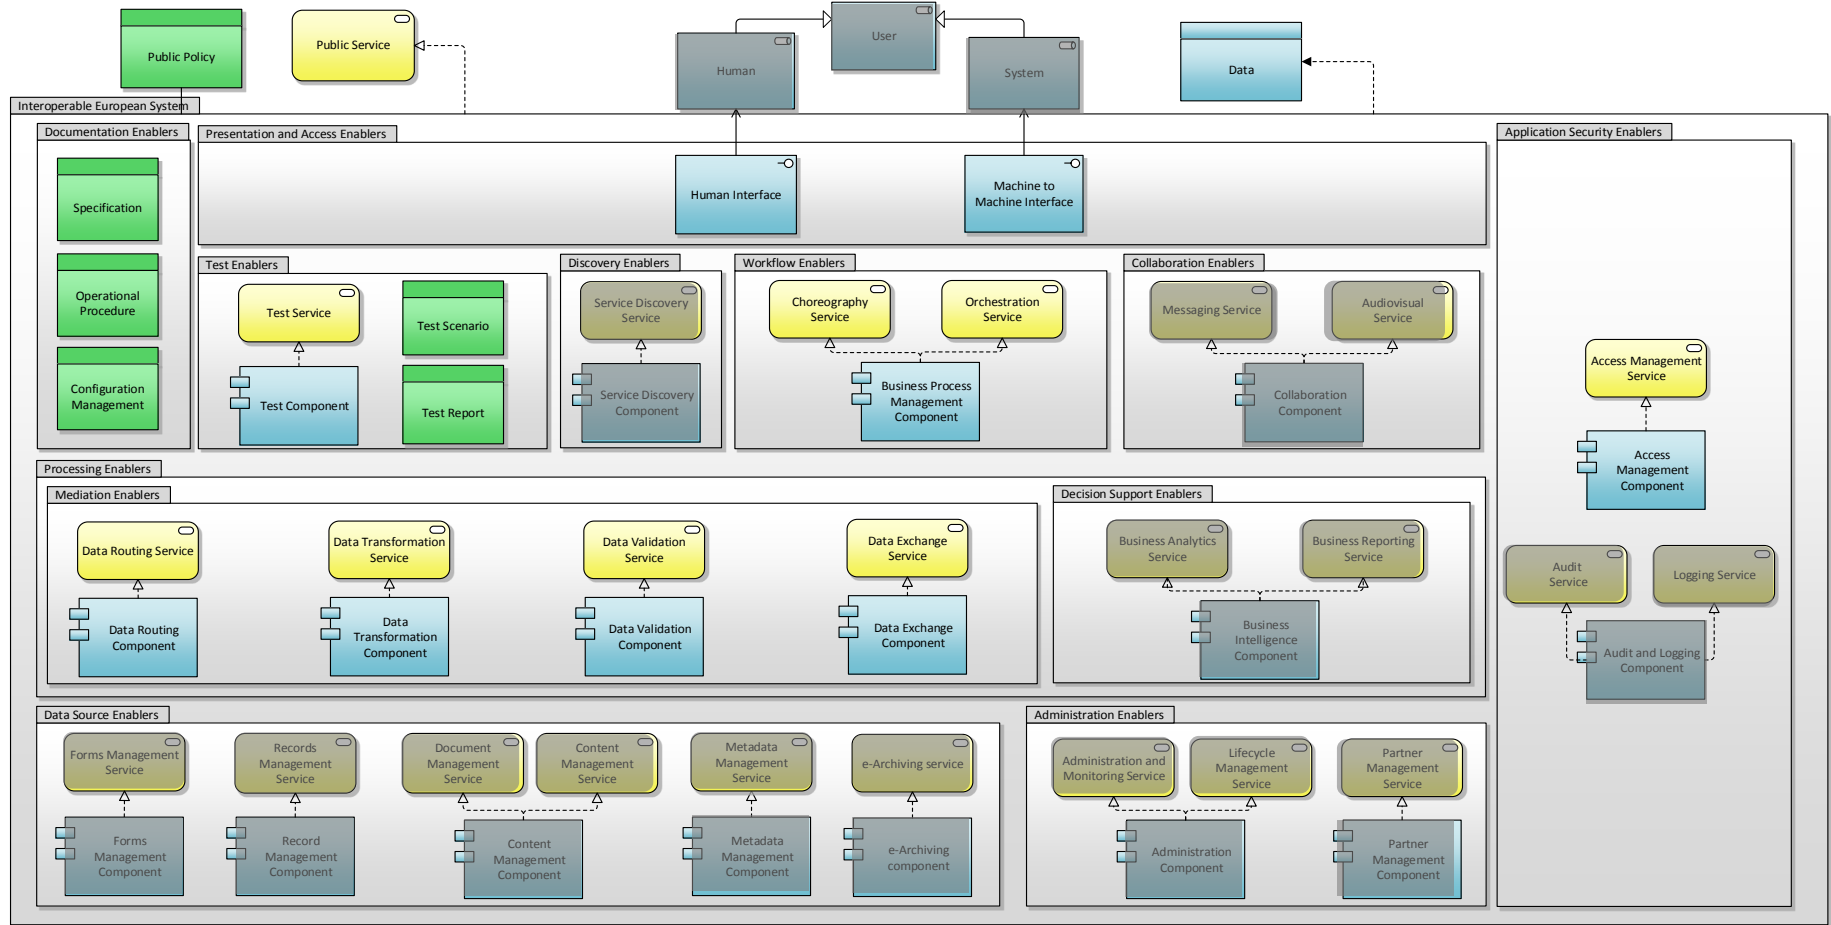 Public Policy
Public Service
Human
User
System
Data
Interoperable European System
Documentation Enablers
Specification
Operational
Procedure
Configuration
Management
Presentation and Access Enablers
Human Interface
Machine to
Machine Interface
Test Enablers
Test Service
Test Component
Test Scenario
Test Report
Discovery Enablers
Service Discovery
Service
Service Discovery
Component
Workflow Enablers
Choreography
Service
Orchestration
Service
Business Process
Management
Component
Collaboration Enablers
Messaging Service
Audiovisual
Service
Collaboration
Component
Application Security Enablers
Access Management
Service
Access
Management
Component
Audit
Service
Logging Service
Audit and Logging
Component
Processing Enablers
Mediation Enablers
Data Routing Service
Data Routing
Component
Data Transformation
Service
Data
Transformation
Component
Data Validation
Service
Data Validation
Component
Data Exchange
Service
Data Exchange
Component
Decision Support Enablers
Business Analytics
Service
Business Reporting
Service
Business
Intelligence
Component
Data Source Enablers
Forms Management
Service
Forms
Management
Component
Records
Management
Service
Record
Management
Component
Document
Management
Service
Content
Management
Service
Content
Management
Component
Metadata
Management
Service
Metadata
Management
Component
e-Archiving service
e-Archiving
component
Administration Enablers
Administration and
Monitoring Service
Lifecycle
Management
Service
Administration
Component
Partner
Management
Service
Partner
Management
Component